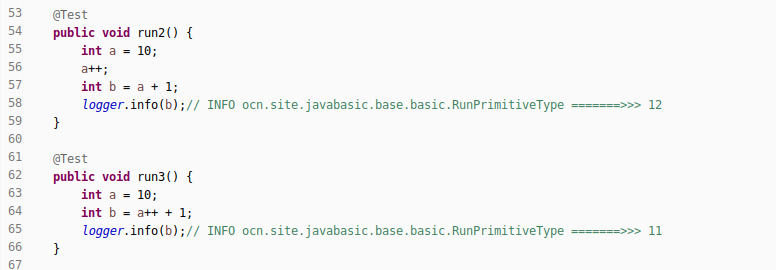 53 @Test
54 public void run2() {
55 int a = 10;
56 a++;
57 int b = a + 1;
58 logger.info(b);// INFO ocn.site.javabasic.base.basic.RunPrimitiveType =======>>> 12
59 }
60
61 @Test
62 public void run3() {
63 int a = 10;
64 int b = a++ + 1;
65 logger.info(b);// INFO ocn.site.javabasic.base.basic.RunPrimitiveType =======>>> 11
66 }
67